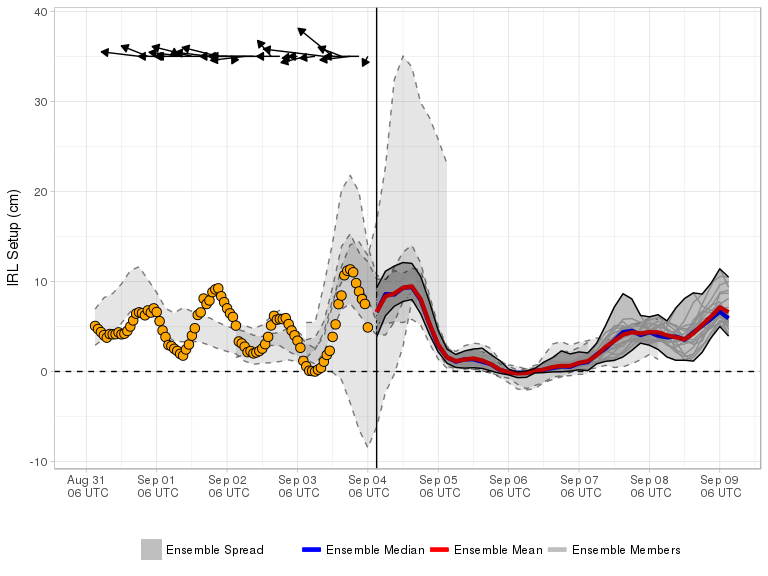 40
30
20
10
0
-10
IRL Setup (cm)
Aug 31 Sep 01 Sep 02 Sep 03 Sep 04 Sep 05 Sep 06 Sep 07 Sep 08 Sep 09
06 UTC 06 UTC 06 UTC 06 UTC 06 UTC 06 UTC 06 UTC 06 UTC 06 UTC 06 UTC
Ensemble Spread Ensemble Median Ensemble Mean Ensemble Members